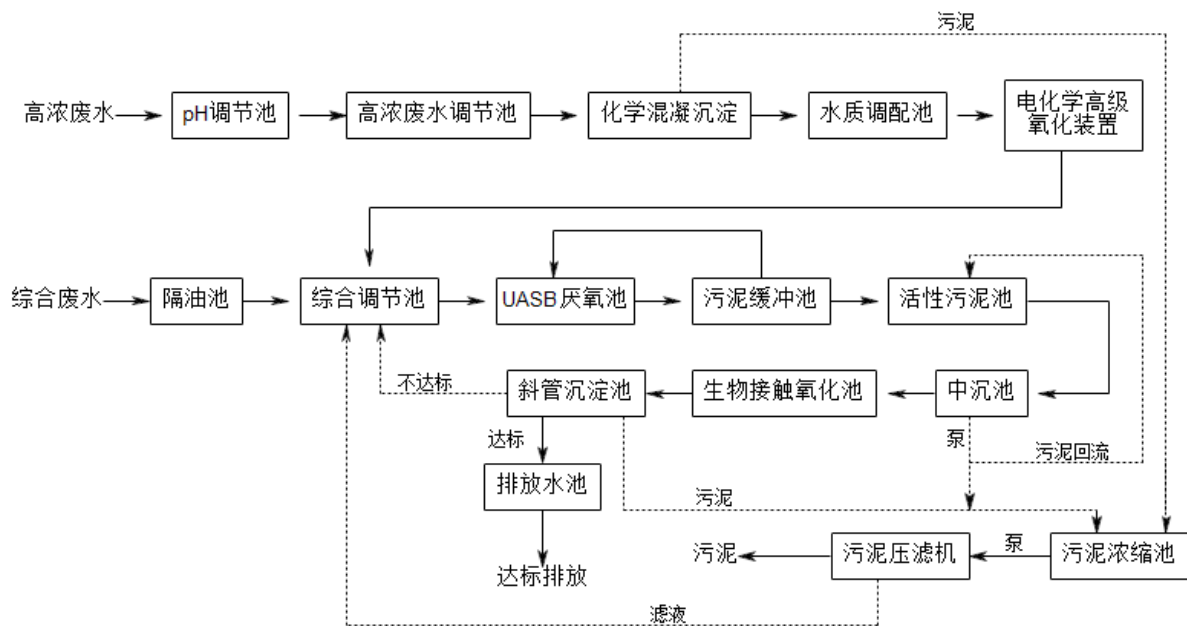 污泥
高浓废水
pH调节池
高浓废水调节池
化学混凝沉淀
水质调配池
电化学高级
氧化装置
综合废水
隔油池
综合调节池
UASB厌氧池
污泥缓冲池
活性污泥池
不达标
斜管沉淀池
生物接触氧化池
中沉池
达标
泵
污泥回流
排放水池
污泥
达标排放
污泥
污泥压滤机
泵
污泥浓缩池
滤液